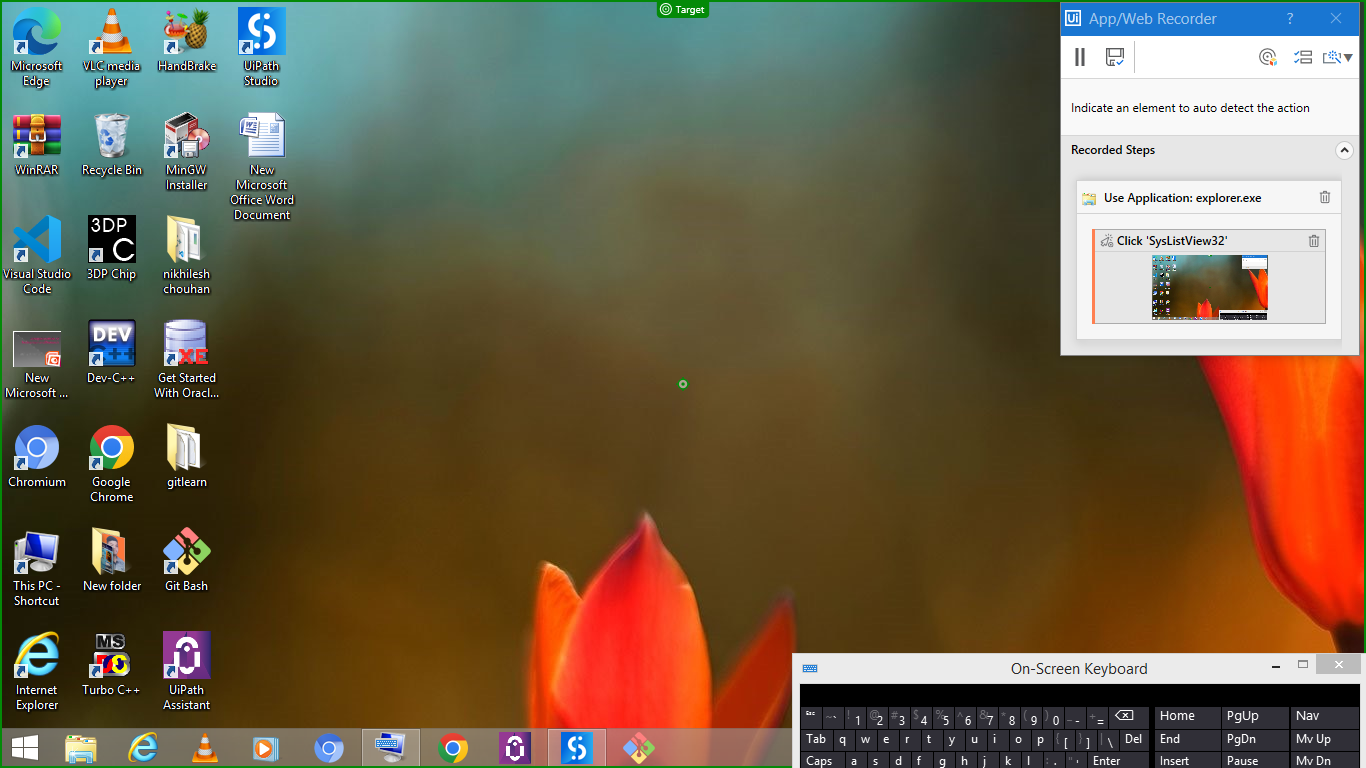 Target
Microsoft
Edge
VLC media
player
HandBrake
UiPath
Studio
WinRAR
Recycle Bin
MinGW
Installer
New
Microsoft
Office Word
Document
Visual Studio
Code
3DP
C
3DP Chip
nikhilesh
chouhan
New
Microsoft ...
DEV
C++
Dev-C++
XE
Get Started
With Oracl...
Chromium
Google
Chrome
gitlearn
This PC -
Shortcut
New folder
Git Bash
Internet
Explorer
MS
Turbo C++
UiPath
Assistant
Ui App/Web Recorder ?
Indicate an element to auto detect the action
Recorded Steps
Use Application: explorer.exe
Click 'SysListView32'
On-Screen Keyboard
Esc ~ ` ! 1 @ 2 # 3 $ 4 % 5 ^ 6 & 7 * 8 ( 9 ) 0 _ - + = Home PgUp Nav
Tab q w e r t y u i o p { [ } ] | \ Del End PgDn Mv Up
Caps a s d f g h j k l : ; " ' Enter Insert Pause Mv Dn